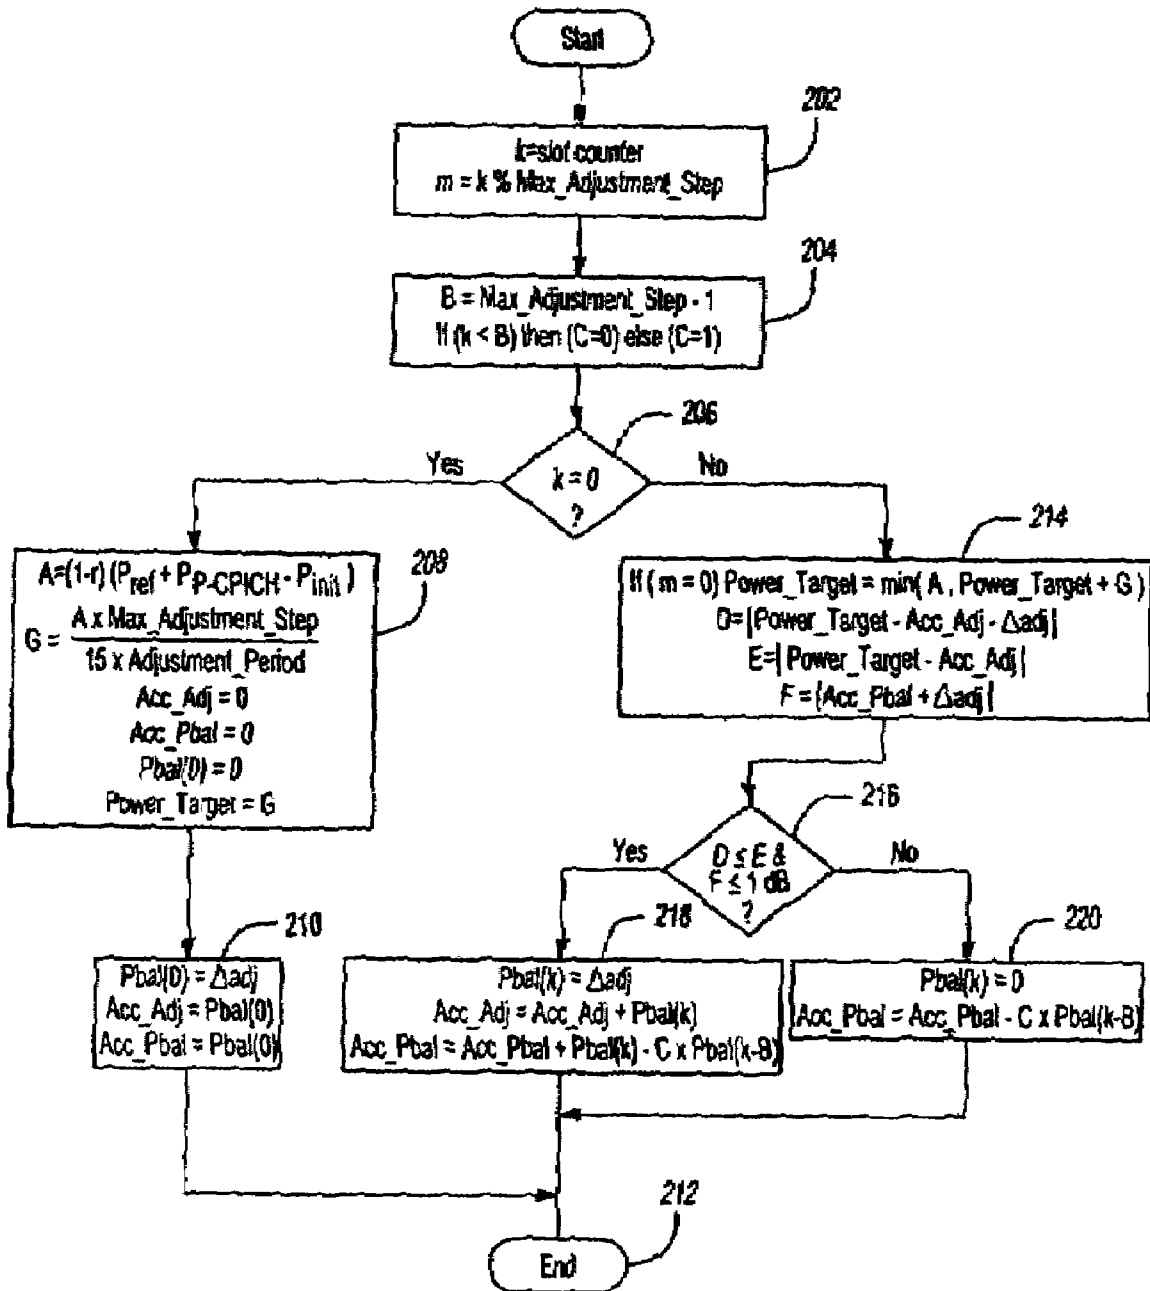 Start
202
k=slot counter
m = k % Max_Adjustment_Step
204
B = Max_Adjustment_Step - 1
If (k < B) then (C=0) else (C=1)
206
Yes
No
k = 0
?
208
A=(1-r) (Pref + PP-CPICH - Pinit )
G = A x Max_Adjustment_Step
15 x Adjustment_Period
Acc_Adj = 0
Acc_Pbal = 0
Pbal(0) = 0
Power_Target = G
214
If ( m = 0) Power_Target = min( A , Power_Target + G )
D=|Power_Target - Acc_Adj - Δadj|
E=| Power_Target - Acc_Adj|
F = |Acc_Pbal + Δadj|
216
Yes
No
D ≤ E &
F ≤ 1 dB
?
210
Pbal(0) = Δadj
Acc_Adj = Pbal(0)
Acc_Pbal = Pbal(0)
218
Pbal(k) = Δadj
Acc_Adj = Acc_Adj + Pbal(k)
Acc_Pbal = Acc_Pbal + Pbal(k) - C x Pbal(k-B)
220
Pbal(k) = 0
Acc_Pbal = Acc_Pbal - C x Pbal(k-B)
212
End